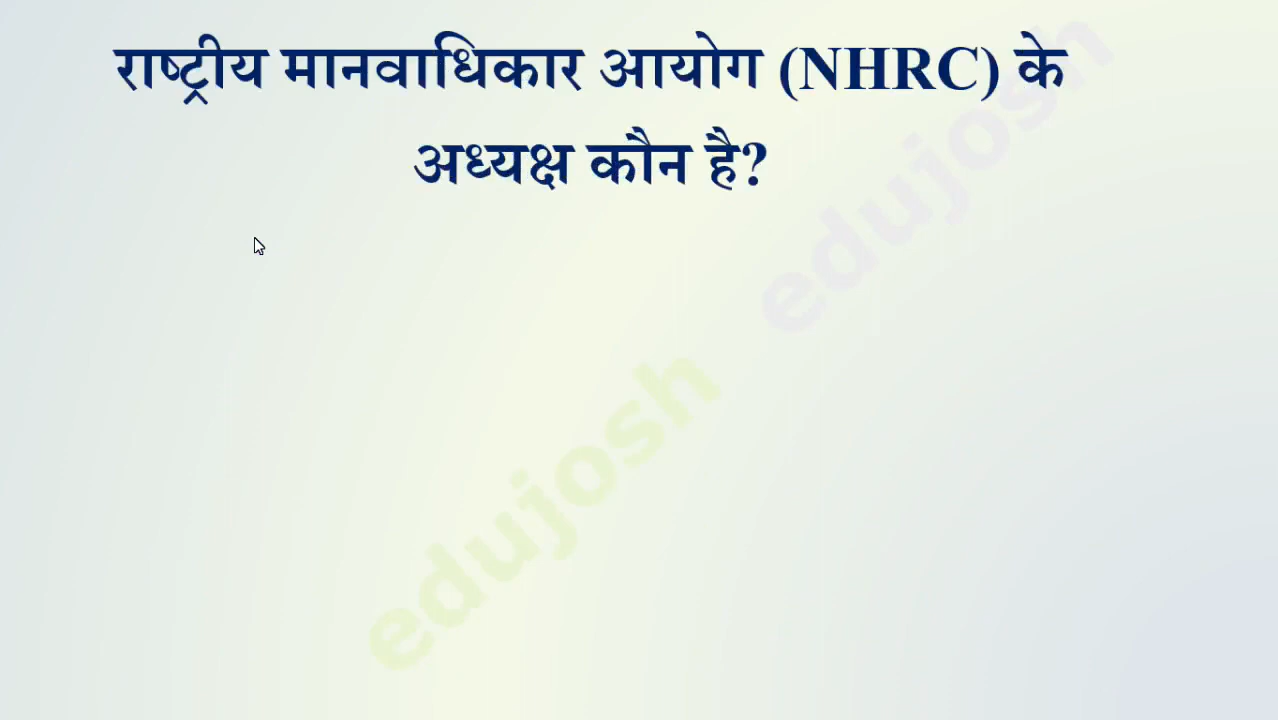 राष्ट्रीय मानवाधिकार आयोग (NHRC) के
अध्यक्ष कौन है?
edujosh
edujosh